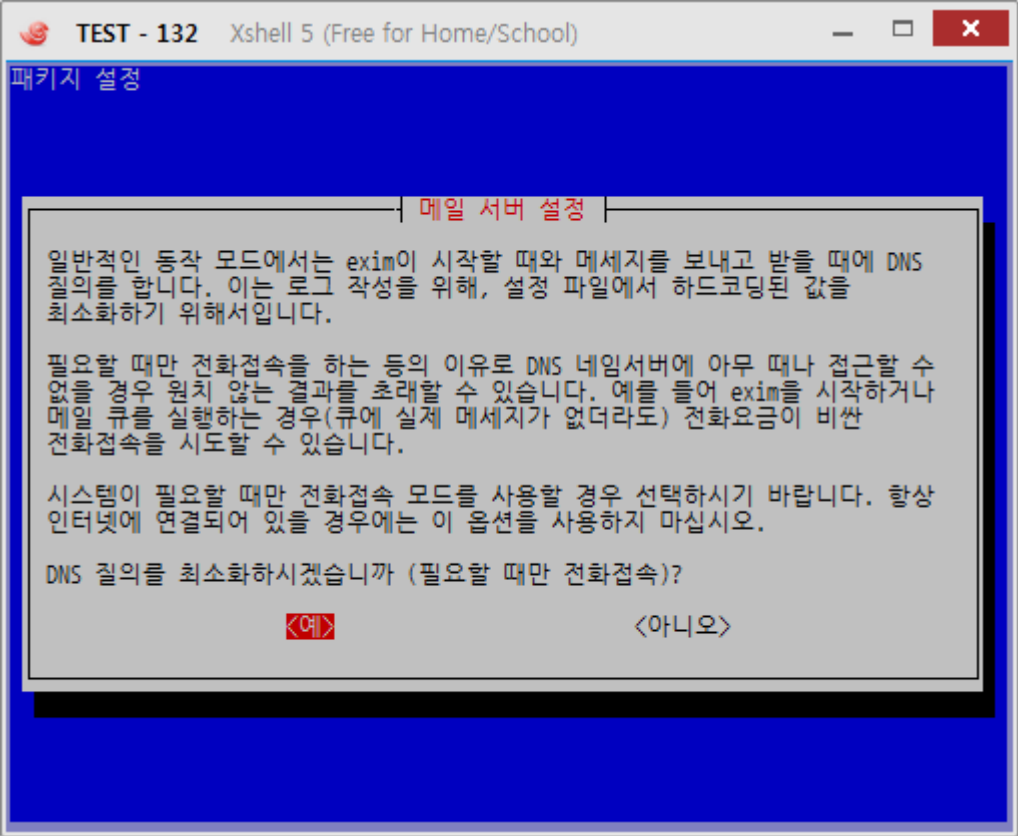 TEST - 132 Xshell 5 (Free for Home/School)
패키지 설정
메일 서버 설정
일반적인 동작 모드에서는 exim이 시작할 때와 메세지를 보내고 받을 때에 DNS
질의를 합니다. 이는 로그 작성을 위해, 설정 파일에서 하드코딩된 값을
최소화하기 위해서입니다.
필요할 때만 전화접속을 하는 등의 이유로 DNS 네임서버에 아무 때나 접근할 수
없을 경우 원치 않는 결과를 초래할 수 있습니다. 예를 들어 exim을 시작하거나
메일 큐를 실행하는 경우(큐에 실제 메세지가 없더라도) 전화요금이 비싼
전화접속을 시도할 수 있습니다.
시스템이 필요할 때만 전화접속 모드를 사용할 경우 선택하시기 바랍니다. 항상
인터넷에 연결되어 있을 경우에는 이 옵션을 사용하지 마십시오.
DNS 질의를 최소화하시겠습니까 (필요할 때만 전화접속)?
<예> <아니오>